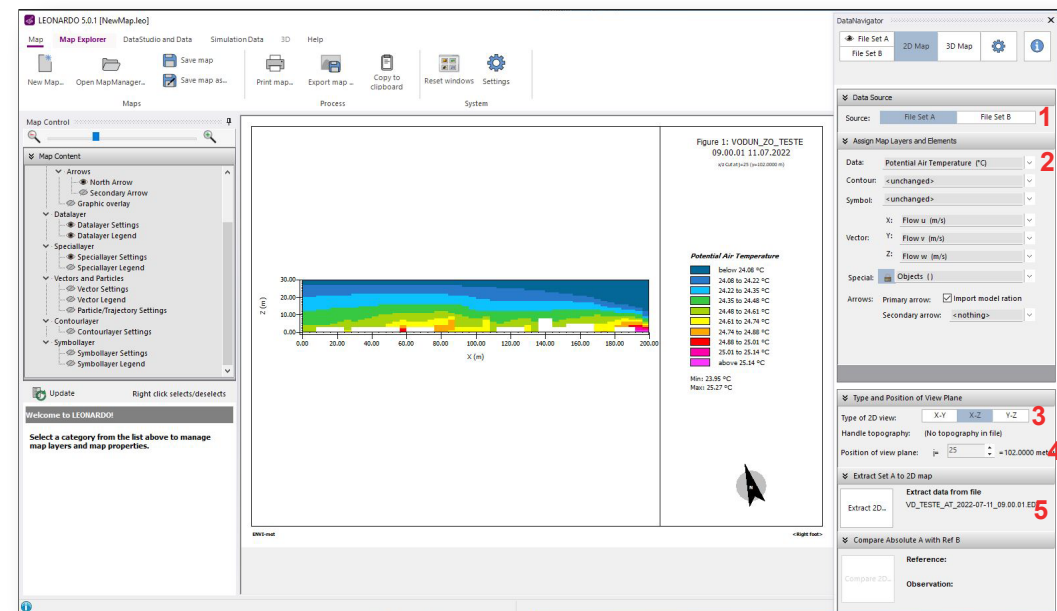 LEONARDO 5.0.1 [NewMap.leo]
Map Map Explorer DataStudio and Data Simulation Data 3D Help
New Map... Open MapManager... Save map
Save map as...
Print map... Export map ... Copy to clipboard
Reset windows Settings
Maps Process System
Map Control
Map Content
Arrows
North Arrow
Secondary Arrow
Graphic overlay
Datalayer
Datalayer Settings
Datalayer Legend
Speciallayer
Speciallayer Settings
Speciallayer Legend
Vectors and Particles
Vector Settings
Vector Legend
Particle/Trajectory Settings
Contourlayer
Contourlayer Settings
Symbollayer
Symbollayer Settings
Symbollayer Legend
Update Right click selects/deselects
Welcome to LEONARDO!
Select a category from the list above to manage
map layers and map properties.
Figure 1: VODUN_ZO_TESTE
09.00.01 11.07.2022
x/z Cut at j=25 (y=102.0000 m)
Z (m)
30.00
20.00
10.00
0.00
0.00 20.00 40.00 60.00 80.00 100.00 120.00 140.00 160.00 180.00 200.00
X (m)
Potential Air Temperature
below 24.08 °C
24.08 to 24.22 °C
24.22 to 24.35 °C
24.35 to 24.48 °C
24.48 to 24.61 °C
24.61 to 24.74 °C
24.74 to 24.88 °C
24.88 to 25.01 °C
25.01 to 25.14 °C
above 25.14 °C
Min: 23.95 °C
Max: 25.27 °C
N
ENVI-met <Right foot>
DataNavigator
File Set A
File Set B
2D Map 3D Map
Data Source
Source: File Set A File Set B 1
Assign Map Layers and Elements
Data: Potential Air Temperature (°C) 2
Contour: <unchanged>
Symbol: <unchanged>
Vector:
X: Flow u (m/s)
Y: Flow v (m/s)
Z: Flow w (m/s)
Special: Objects ( )
Arrows: Primary arrow: Import model ration
Secondary arrow: <nothing>
Type and Position of View Plane
Type of 2D view: X-Y X-Z Y-Z 3
Handle topography: (No topography in file)
Position of view plane: j= 25 =102.0000 met 4
Extract Set A to 2D map
Extract 2D...
Extract data from file
VD_TESTE_AT_2022-07-11_09.00.01.ED 5
Compare Absolute A with Ref B
Compare 2D...
Reference:
Observation: